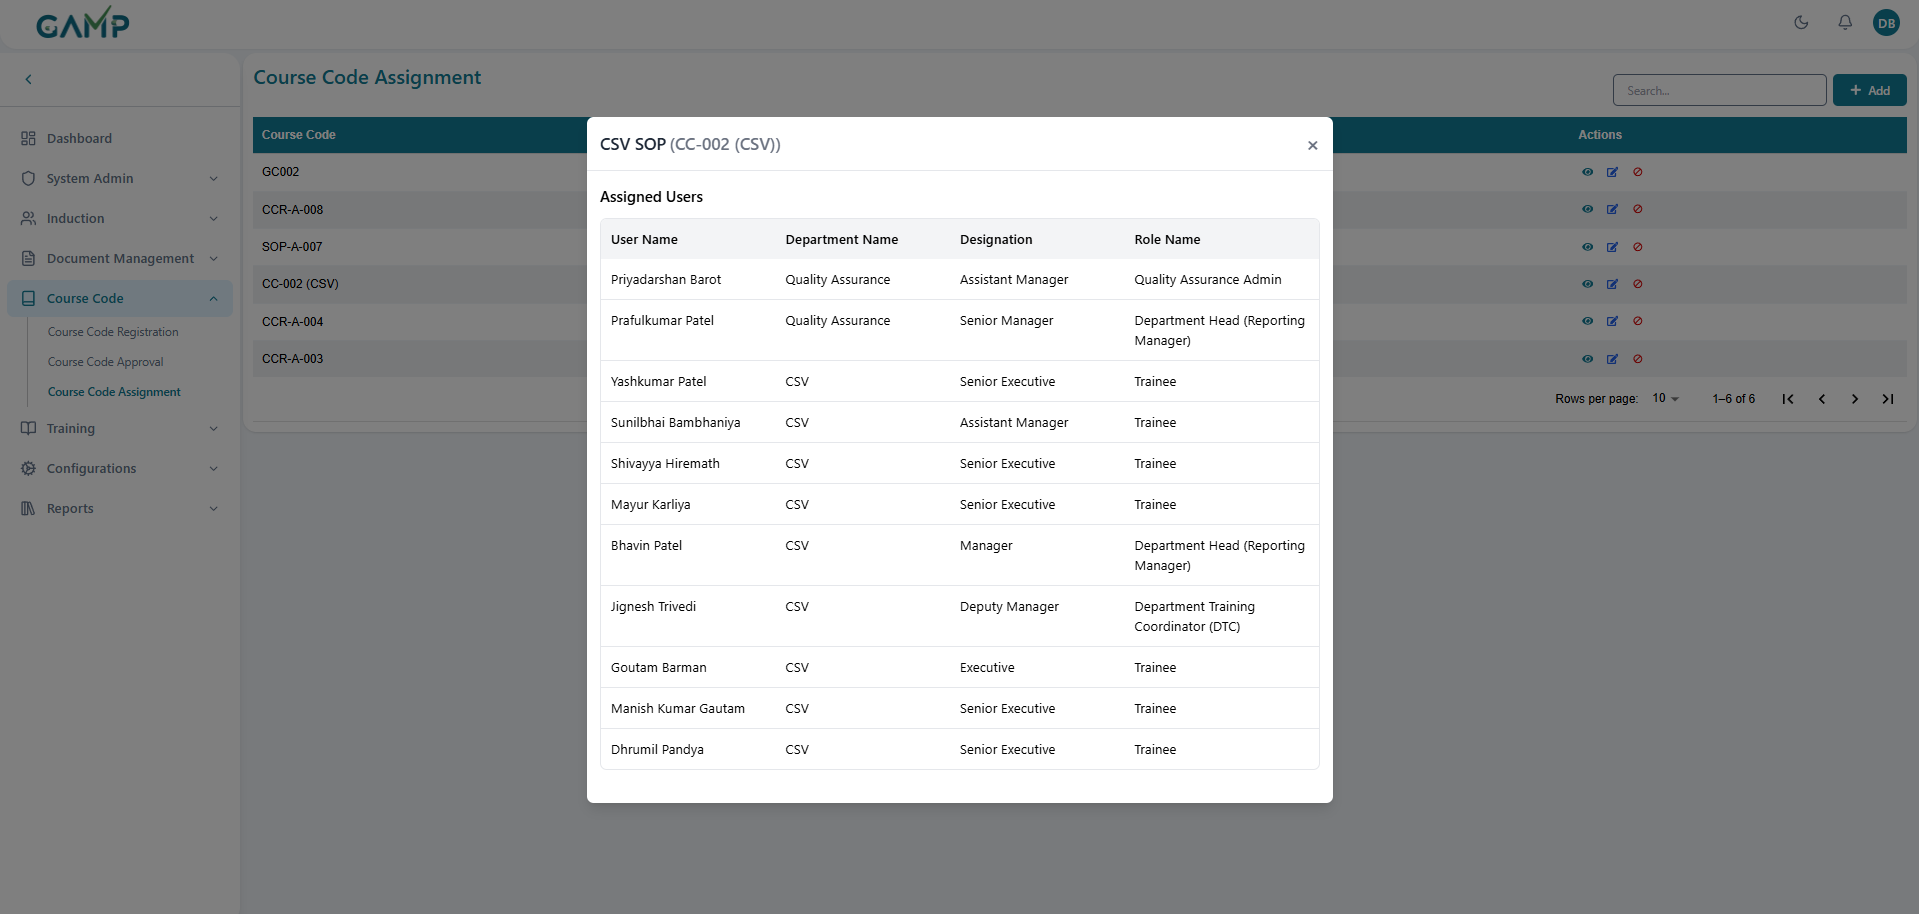 GAMP
DB
Course Code Assignment
Search...
+ Add
Dashboard
System Admin
Induction
Document Management
Course Code
Course Code Registration
Course Code Approval
Course Code Assignment
Training
Configurations
Reports
Course Code
Actions
GC002
CCR-A-008
SOP-A-007
CC-002 (CSV)
CCR-A-004
CCR-A-003
Rows per page: 10
1–6 of 6
CSV SOP (CC-002 (CSV))
×
Assigned Users
User Name Department Name Designation Role Name
Priyadarshan Barot Quality Assurance Assistant Manager Quality Assurance Admin
Prafulkumar Patel Quality Assurance Senior Manager Department Head (Reporting
Manager)
Yashkumar Patel CSV Senior Executive Trainee
Sunilbhai Bambhaniya CSV Assistant Manager Trainee
Shivayya Hiremath CSV Senior Executive Trainee
Mayur Karliya CSV Senior Executive Trainee
Bhavin Patel CSV Manager Department Head (Reporting
Manager)
Jignesh Trivedi CSV Deputy Manager Department Training
Coordinator (DTC)
Goutam Barman CSV Executive Trainee
Manish Kumar Gautam CSV Senior Executive Trainee
Dhrumil Pandya CSV Senior Executive Trainee